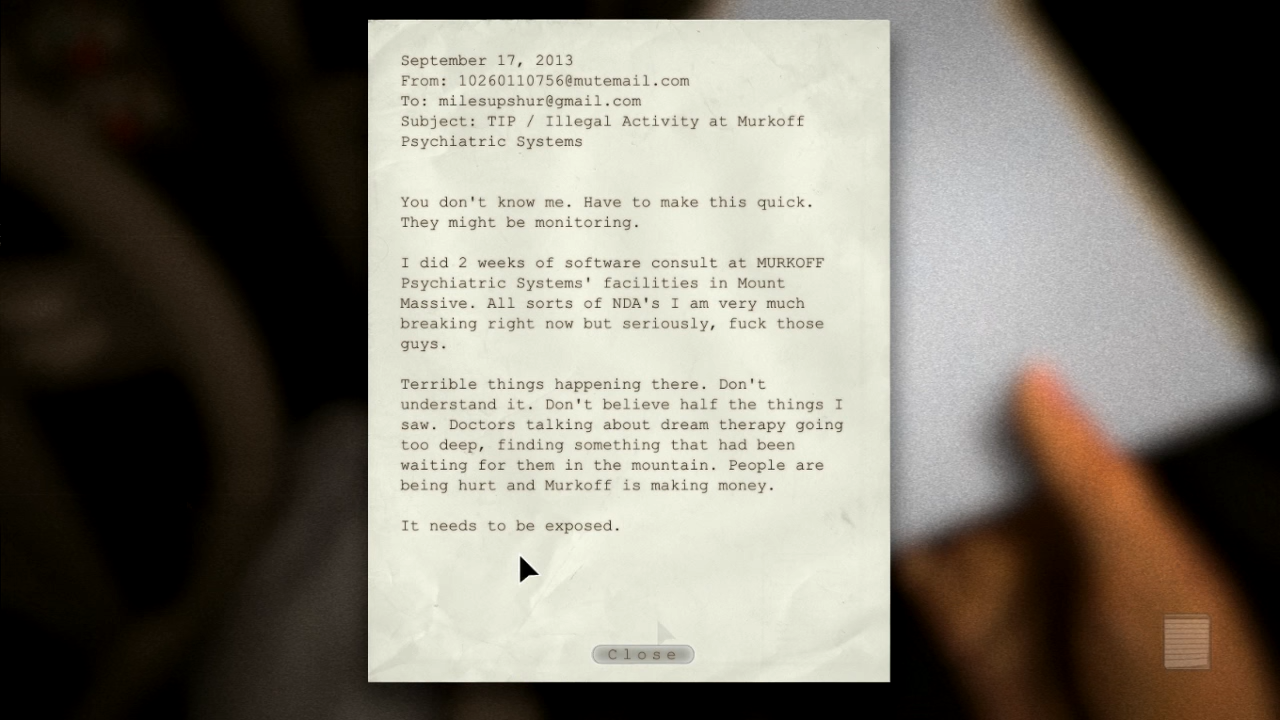 September 17, 2013
From: 10260110756@mutemail.com
To: milesupshur@gmail.com
Subject: TIP / Illegal Activity at Murkoff
Psychiatric Systems
You don't know me. Have to make this quick.
They might be monitoring.
I did 2 weeks of software consult at MURKOFF
Psychiatric Systems' facilities in Mount
Massive. All sorts of NDA's I am very much
breaking right now but seriously, fuck those
guys.
Terrible things happening there. Don't
understand it. Don't believe half the things I
saw. Doctors talking about dream therapy going
too deep, finding something that had been
waiting for them in the mountain. People are
being hurt and Murkoff is making money.
It needs to be exposed.
Close